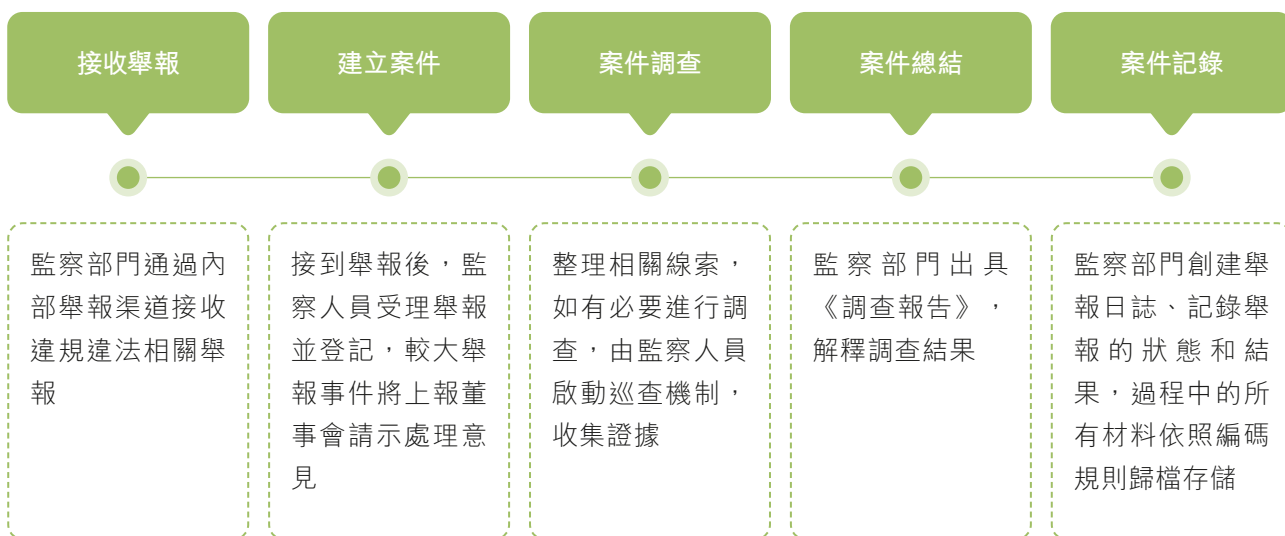 接收舉報
建立案件
案件調查
案件總結
案件記錄
監察部門通過內
部舉報渠道接收
違規違法相關舉
報
接到舉報後，監
察人員受理舉報
並登記，較大舉
報事件將上報董
事會請示處理意
見
整理相關線索，
如有必要進行調
查，由監察人員
啟動巡查機制，
收集證據
監察部門出具
《調查報告》，
解釋調查結果
監察部門創建舉
報日誌、記錄舉
報的狀態和結
果，過程中的所
有材料依照編碼
規則歸檔存儲